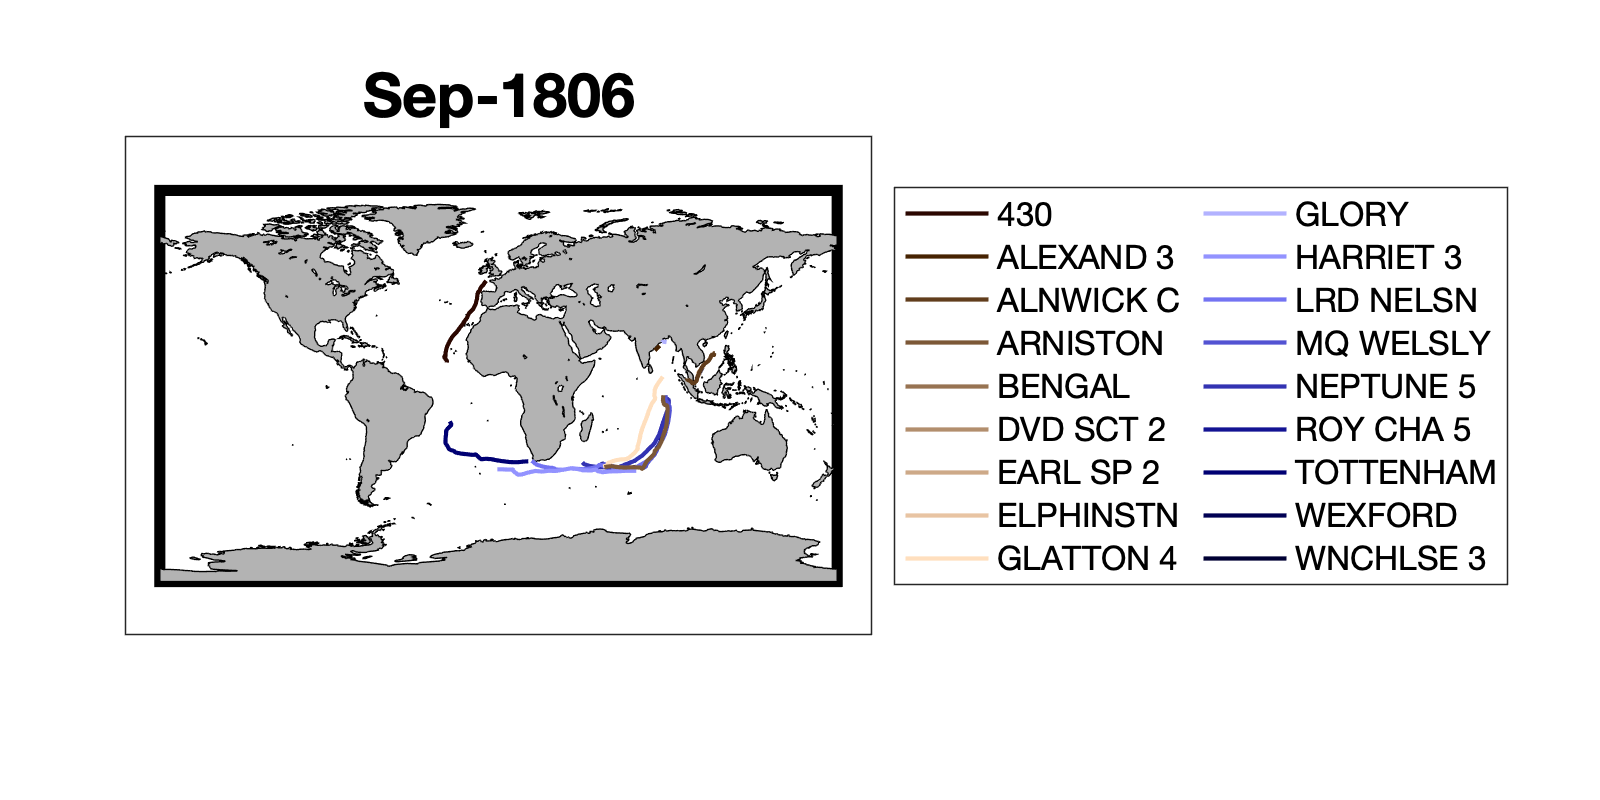 Sep-1806
430
ALEXAND 3
ALNWICK C
ARNISTON
BENGAL
DVD SCT 2
EARL SP 2
ELPHINSTN
GLATTON 4
GLORY
HARRIET 3
LRD NELSN
MQ WELSLY
NEPTUNE 5
ROY CHA 5
TOTTENHAM
WEXFORD
WNCHLSE 3